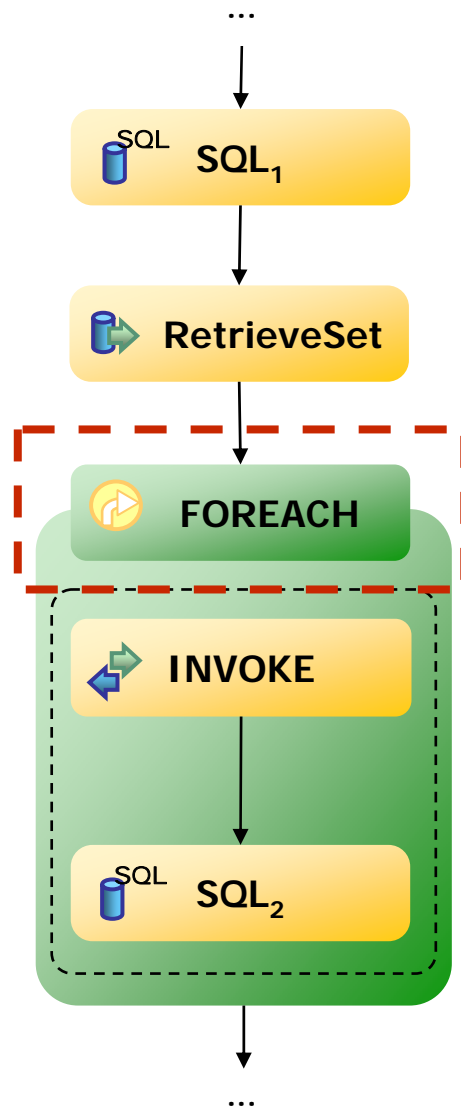 ...
SQL SQL₁
RetrieveSet
FOREACH
INVOKE
SQL SQL₂
...